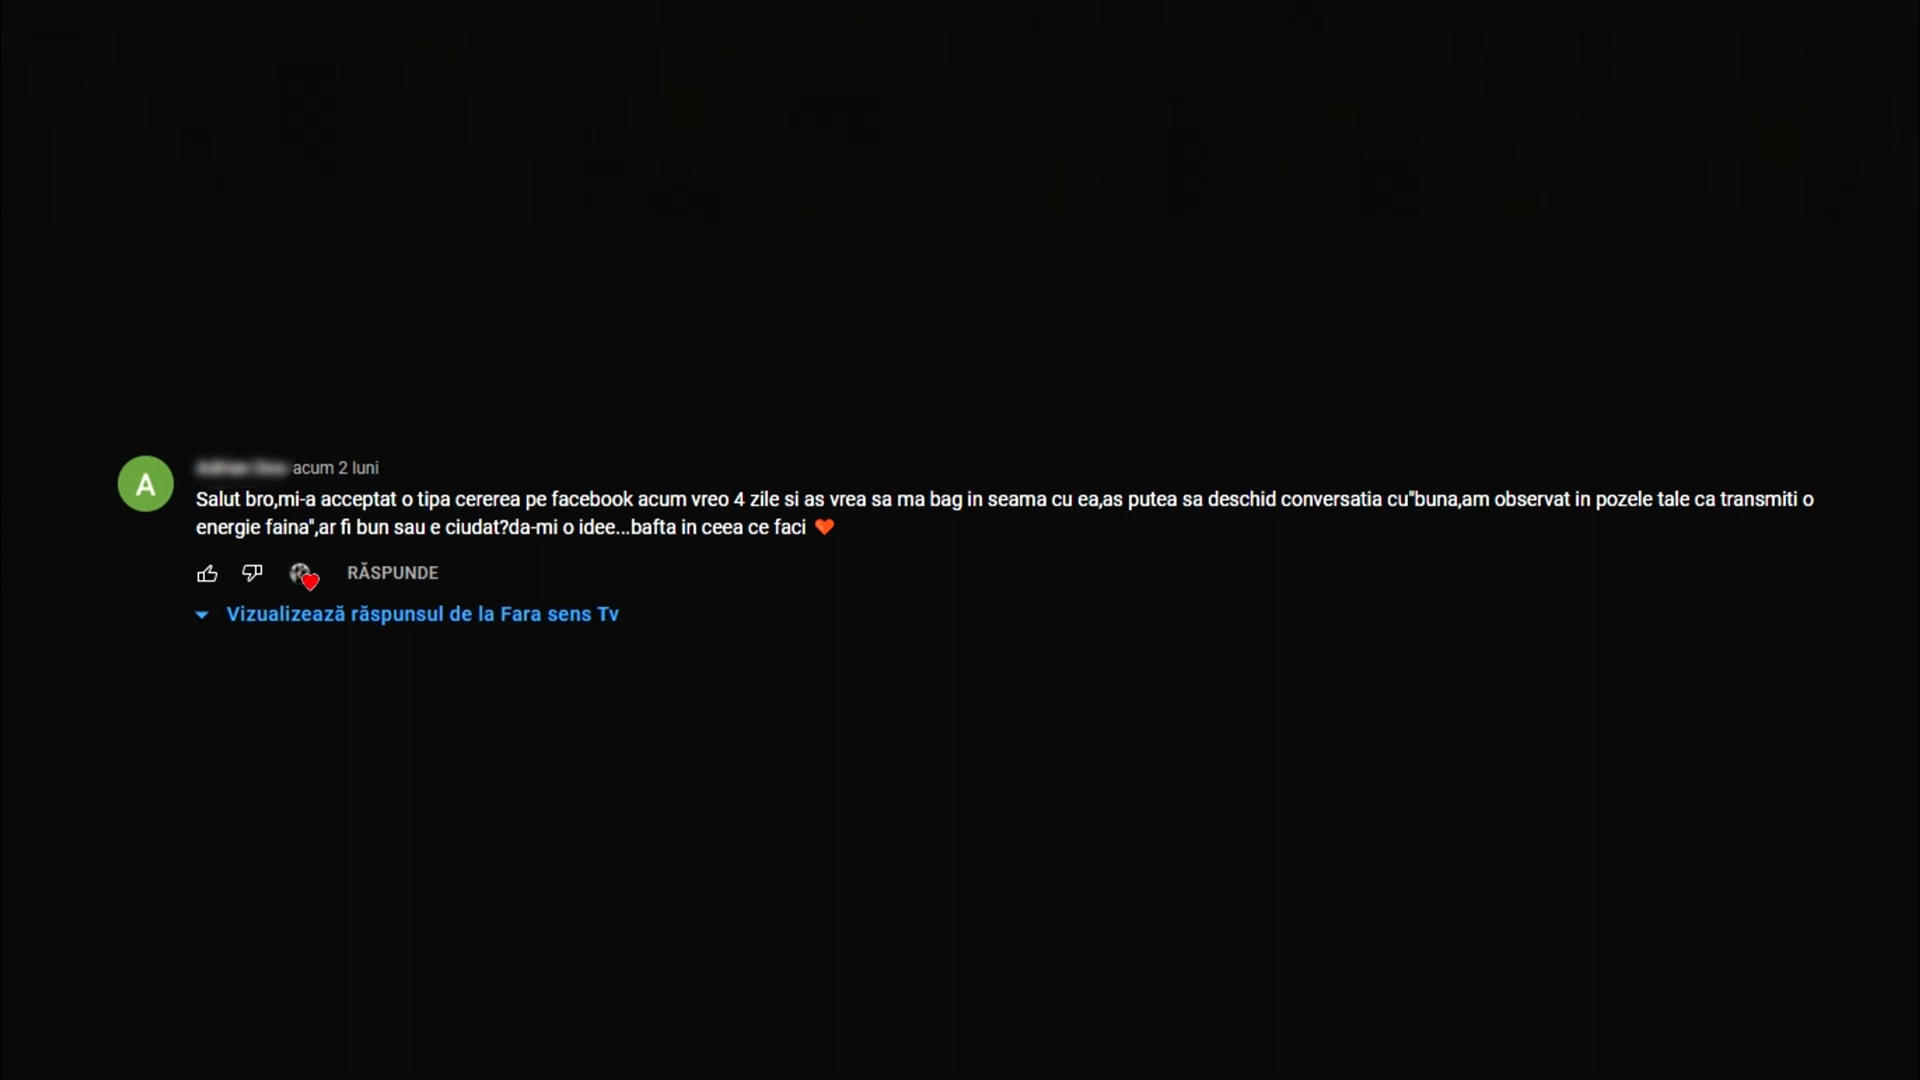 A
acum 2 luni
Salut bro,mi-a acceptat o tipa cererea pe facebook acum vreo 4 zile si as vrea sa ma bag in seama cu ea,as putea sa deschid conversatia cu"buna,am observat in pozele tale ca transmiti o
energie faina",ar fi bun sau e ciudat?da-mi o idee...bafta in ceea ce faci
RĂSPUNDE
Vizualizează răspunsul de la Fara sens Tv